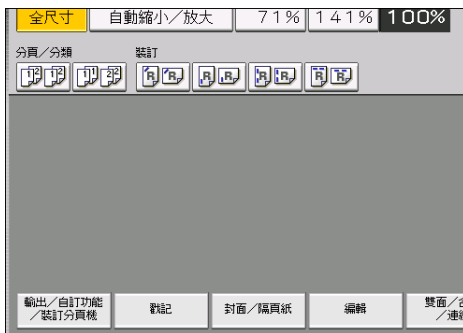 全尺寸 自動縮小／放大 71% 141% 100%
分頁／分類 裝訂
輸出／自訂功能
／裝訂分頁機
戳記
封面／隔頁紙
編輯
雙面／
／連